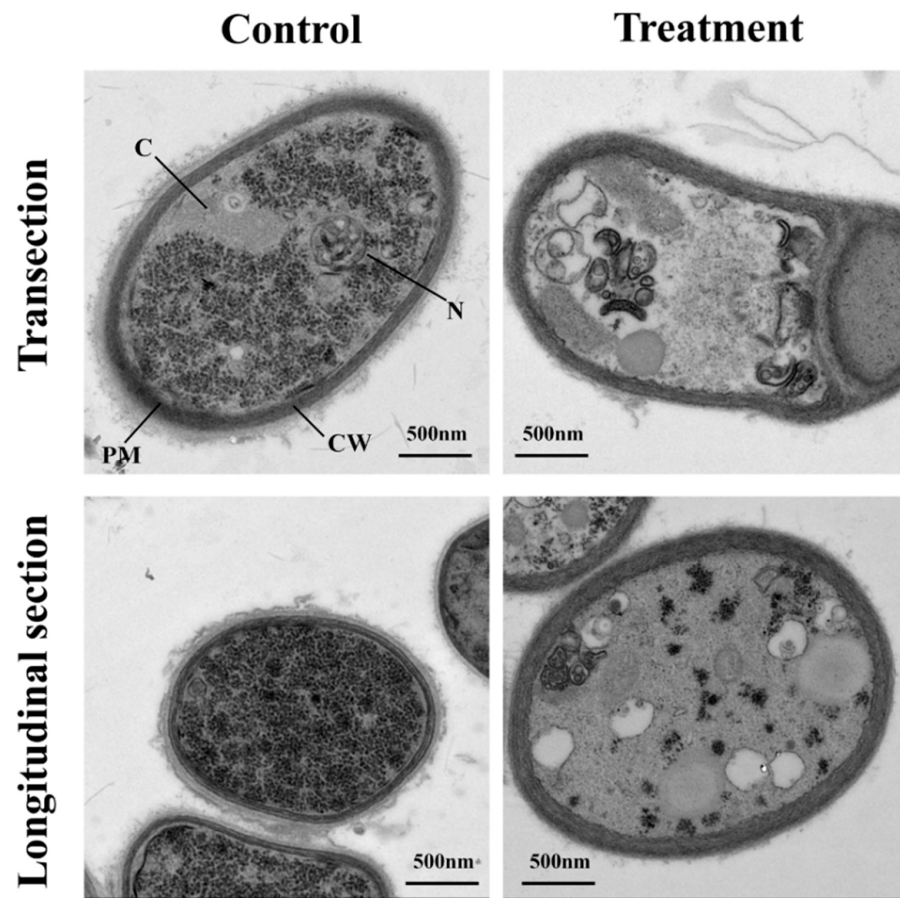 Control
Treatment
Transection
C
N
PM
CW
500nm
500nm
Longitudinal section
500nm
500nm